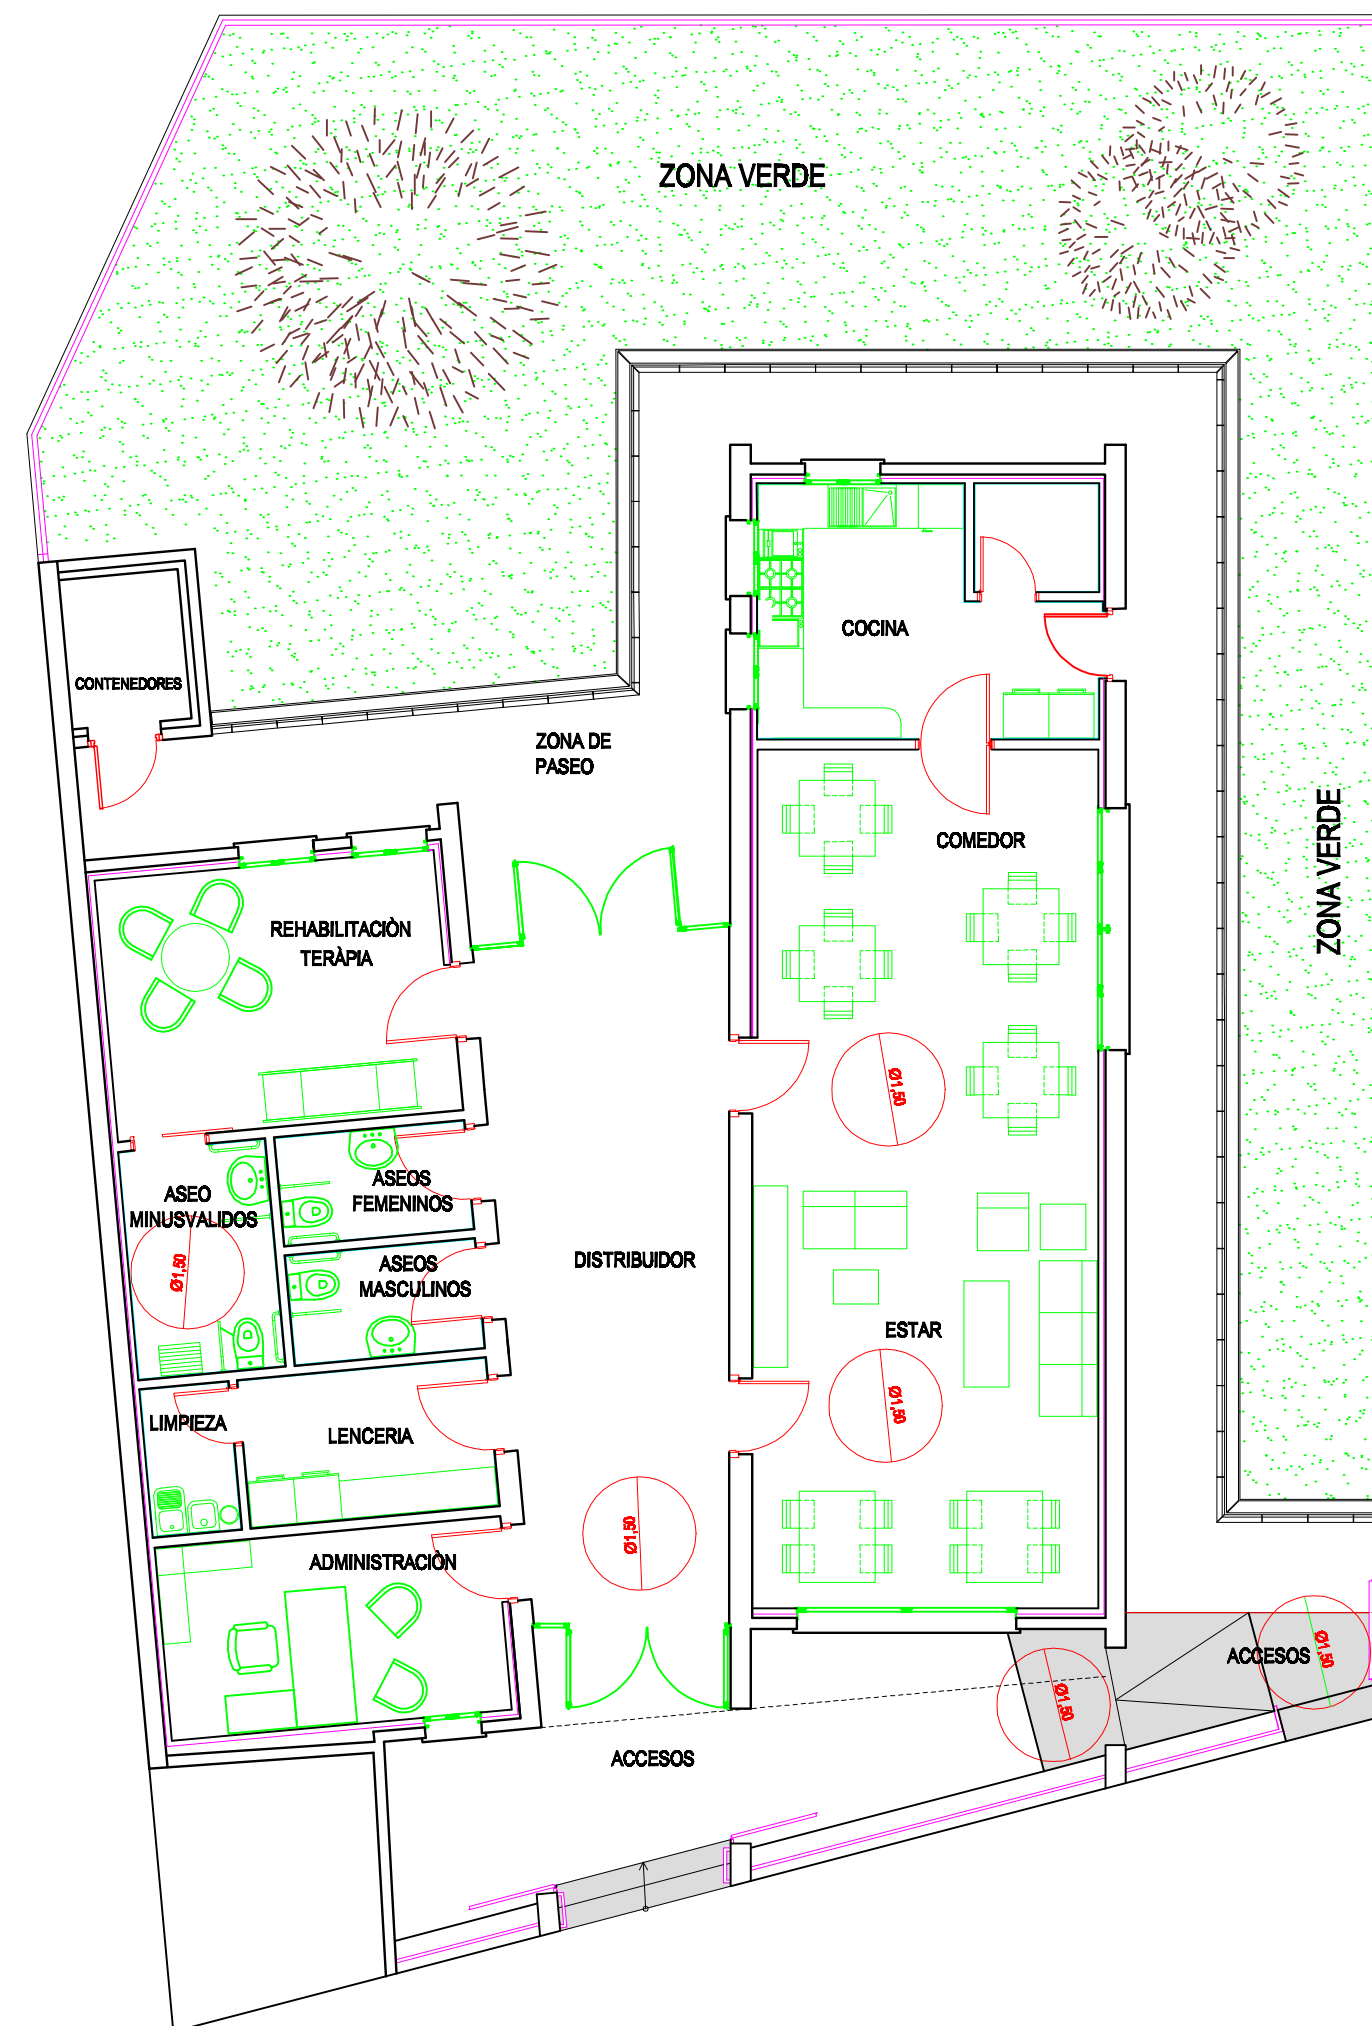 ZONA VERDE
COCINA
CONTENEDORES
ZONA DE
PASEO
COMEDOR
ZONA VERDE
REHABILITACIÒN
TERÀPIA
Ø1,50
ASEOS
FEMENINOS
ASEO
MINUSVALIDOS
Ø1,50
DISTRIBUIDOR
ASEOS
MASCULINOS
ESTAR
Ø1,50
LIMPIEZA
LENCERIA
Ø1,50
ADMINISTRACIÒN
ACCESOS
Ø1,50
Ø1,50
ACCESOS